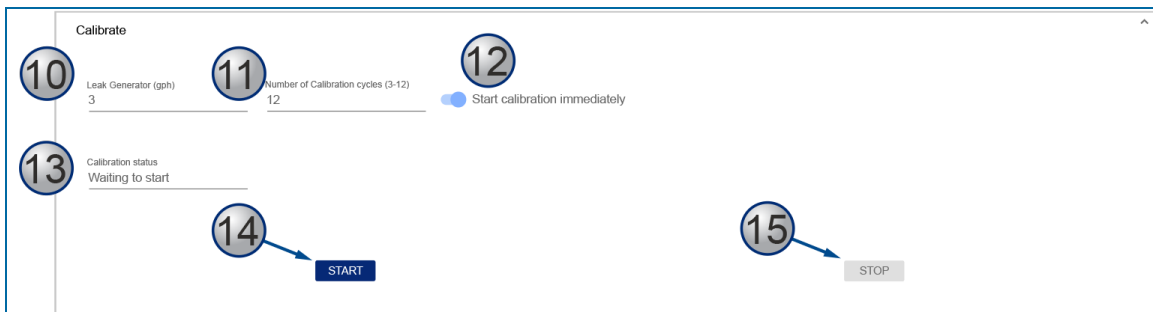 Calibrate
10
11
12
Leak Generator (gph)
Number of Calibration cycles (3-12)
3
12
Start calibration immediately
13
Calibration status
Waiting to start
14
15
START
STOP